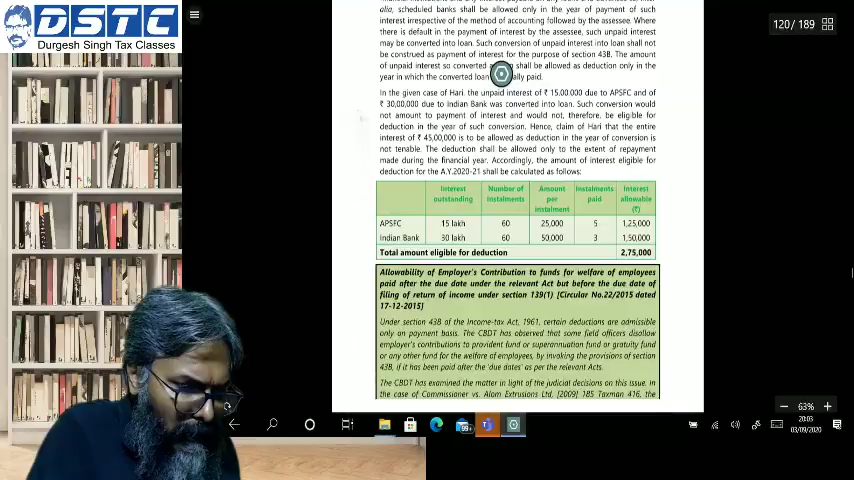 DSTC
Durgesh Singh Tax Classes
120 / 189
alia, scheduled banks shall be allowed only in the year of payment of such
interest irrespective of the method of accounting followed by the assessee. Where
there is default in the payment of interest by the assessee, such unpaid interest
may be converted into loan. Such conversion of unpaid interest into loan shall not
be construed as payment of interest for the purpose of section 43B. The amount
of unpaid interest so converted shall be allowed as deduction only in the
year in which the converted loan paid.
In the given case of Hari, the unpaid interest of ₹ 15,00,000 due to APSFC and of
₹ 30,00,000 due to Indian Bank was converted into loan. Such conversion would
not amount to payment of interest and would not, therefore, be eligible for
deduction in the year of such conversion. Hence, claim of Hari that the entire
interest of ₹ 45,00,000 is to be allowed as deduction in the year of conversion is
not tenable. The deduction shall be allowed only to the extent of repayment
made during the financial year. Accordingly, the amount of interest eligible for
deduction for the A.Y.2020-21 shall be calculated as follows:
Interest outstanding Number of Instalments Amount per instalment Instalments paid Interest allowable (₹)
APSFC 15 lakh 60 25,000 5 1,25,000
Indian Bank 30 lakh 60 50,000 3 1,50,000
Total amount eligible for deduction 2,75,000
Allowability of Employer's Contribution to funds for welfare of employees
paid after the due date under the relevant Act but before the due date of
filing of return of income under section 139(1) [Circular No.22/2015 dated
17-12-2015]
Under section 43B of the Income-tax Act, 1961, certain deductions are admissible
only on payment basis. The CBDT has observed that some field officers disallow
employer's contributions to provident fund or superannuation fund or gratuity fund
or any other fund for the welfare of employees, by invoking the provisions of section
43B, if it has been paid after the 'due dates' as per the relevant Acts.
The CBDT has examined the matter in light of the judicial decisions on this issue. In
the case of Commissioner vs. Alom Extrusions Ltd, [2009] 185 Taxman 416, the
63%
99+
20:03
03/09/2020